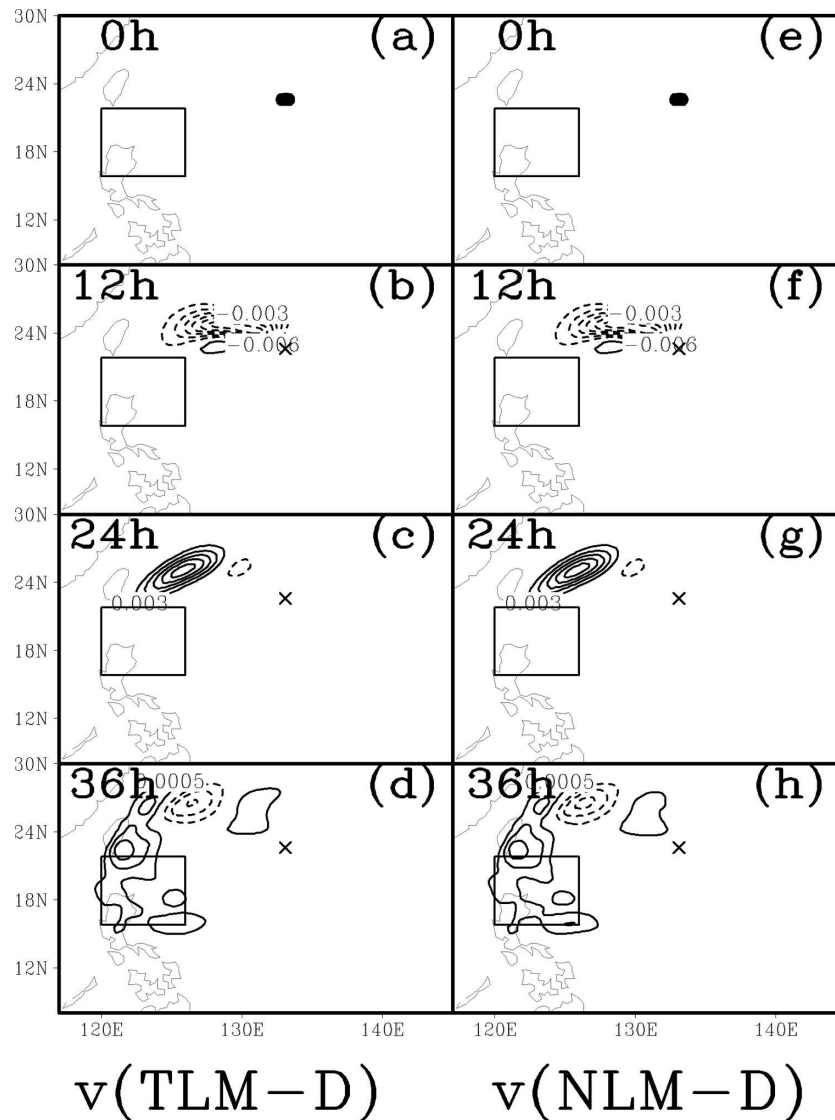 30N
0h (a) 0h (e)
24N
18N
12N
30N
12h (b) 12h (f)
-0.003 -0.003
24N
-0.006 -0.006
18N
12N
30N
24h (c) 24h (g)
24N
0.003 0.003
18N
12N
30N
36h (d) 36h (h)
-0.0005 -0.0005
24N
18N
12N
120E 130E 140E 120E 130E 140E
v(TLM-D) v(NLM-D)